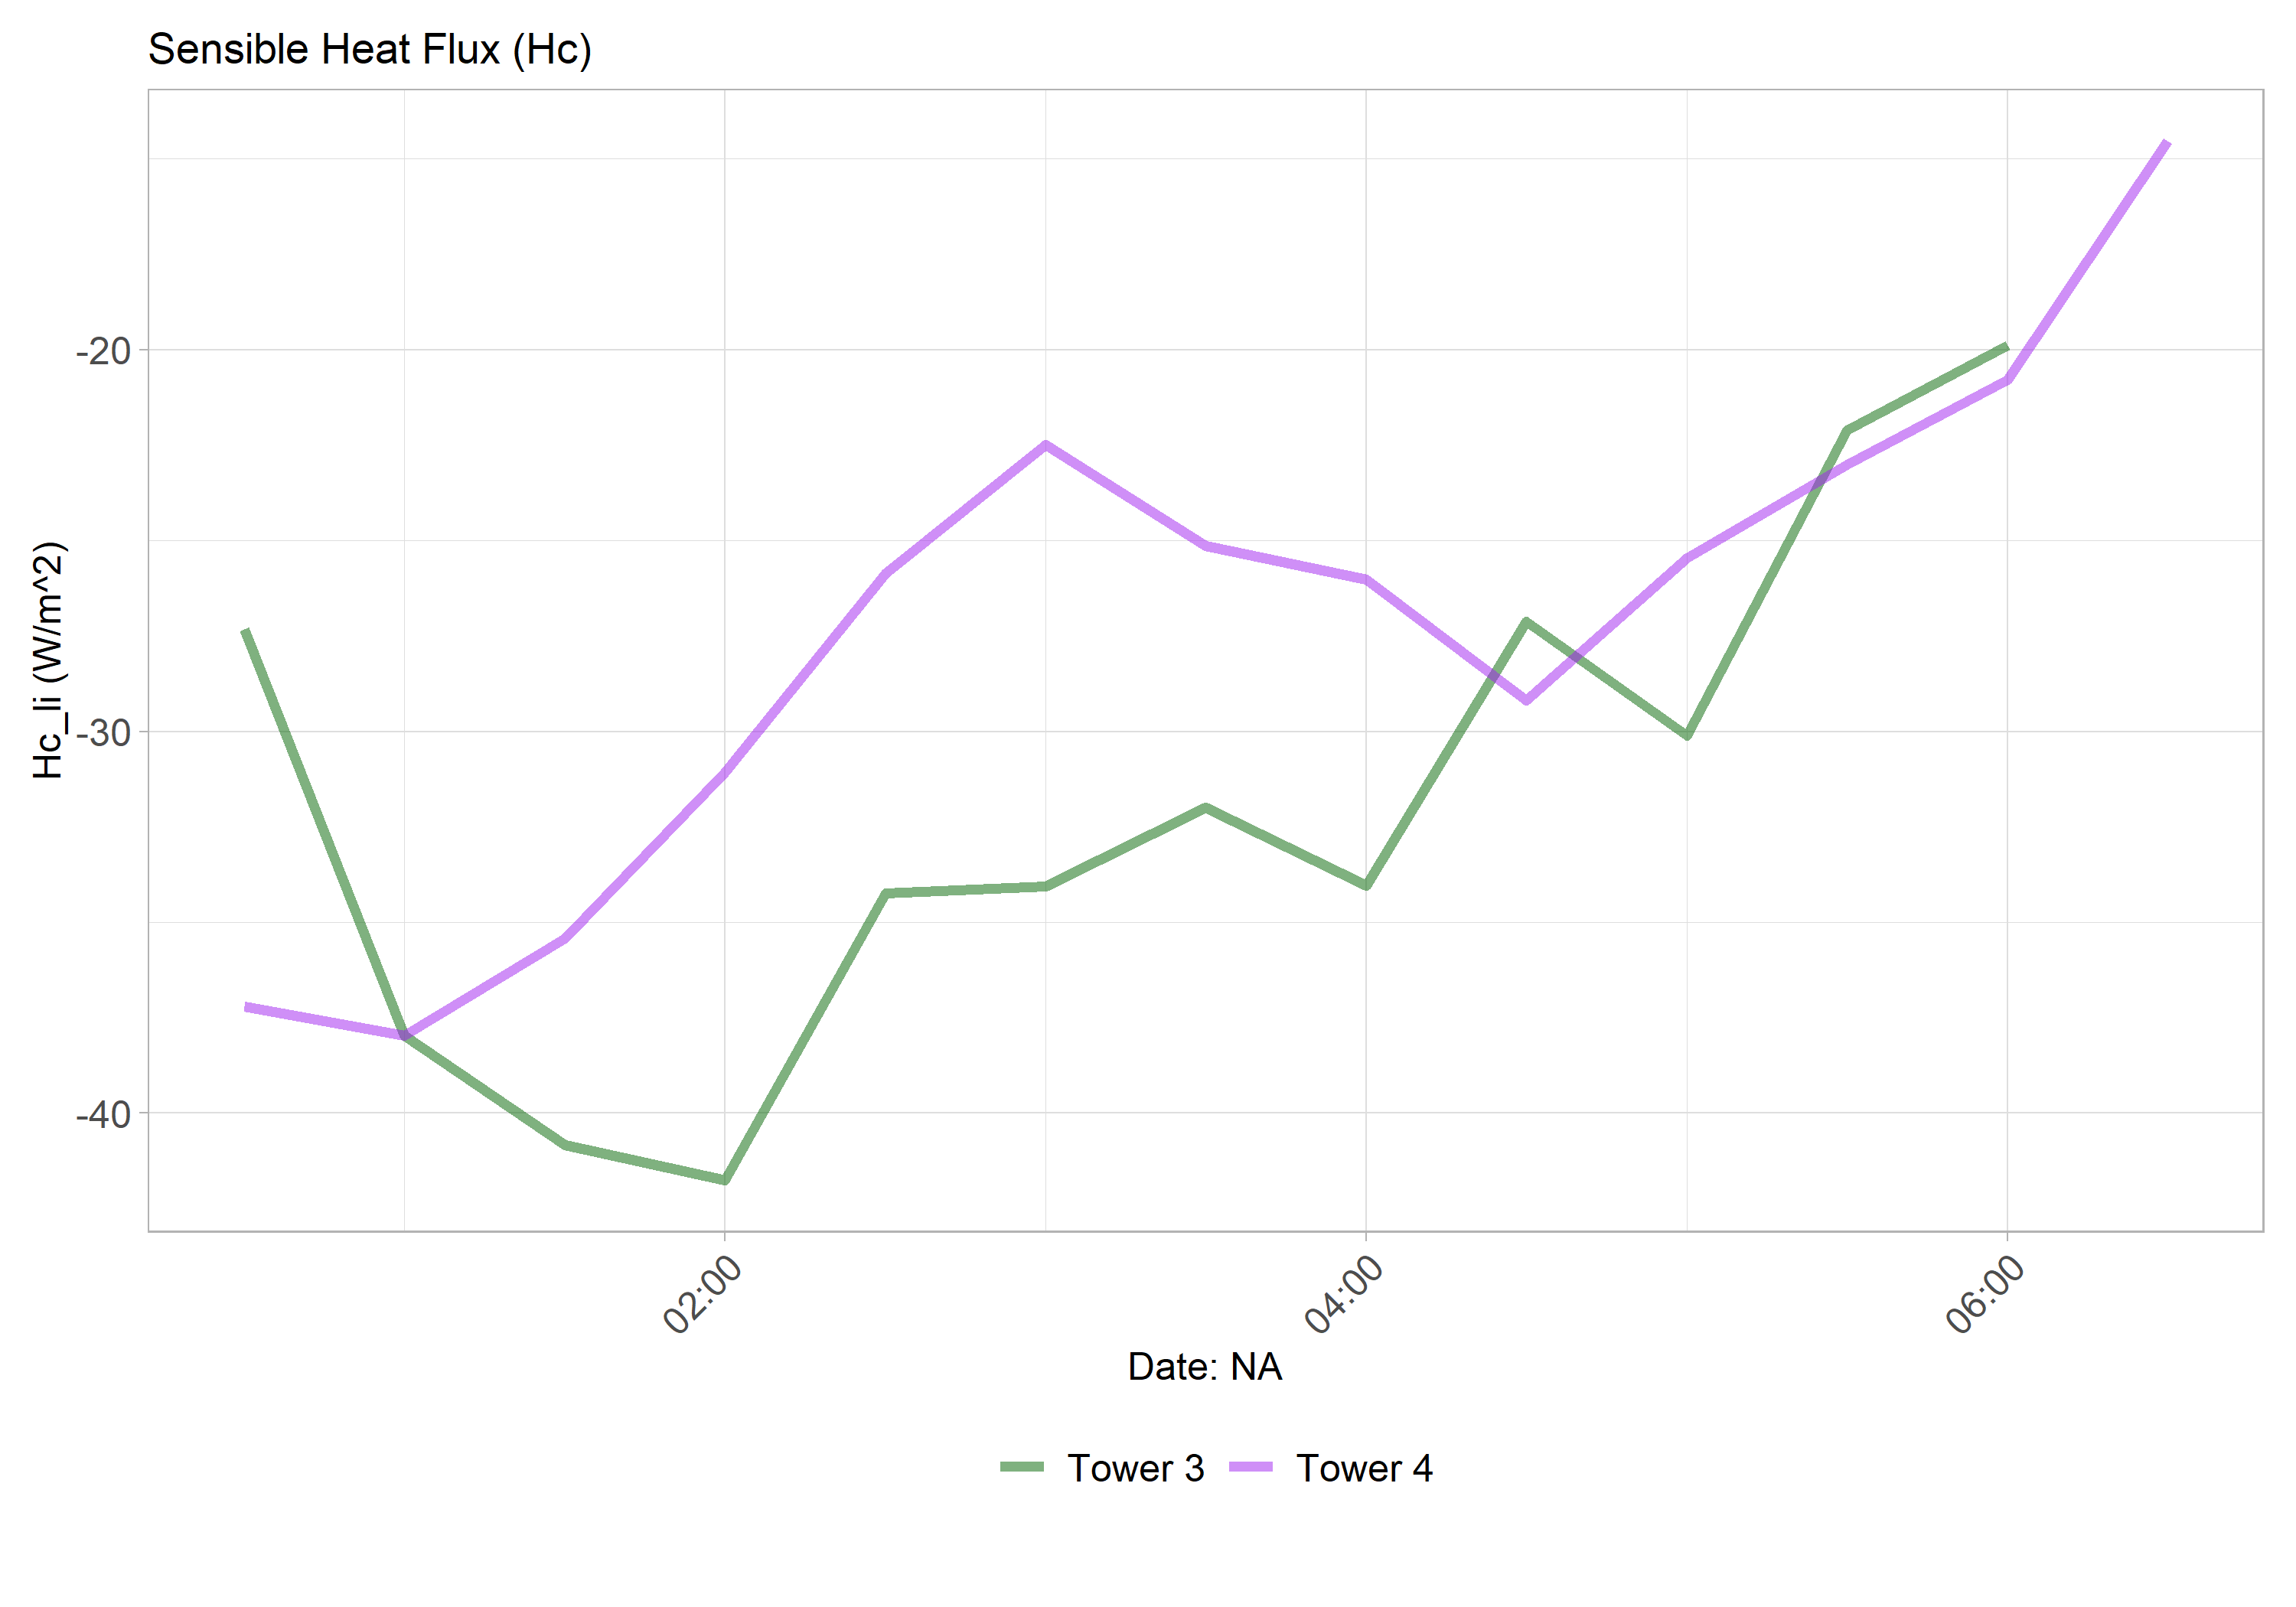 Sensible Heat Flux (Hc)
Hc_li (W/m^2)
-20
-30
-40
02:00
04:00
06:00
Date: NA
Tower 3
Tower 4